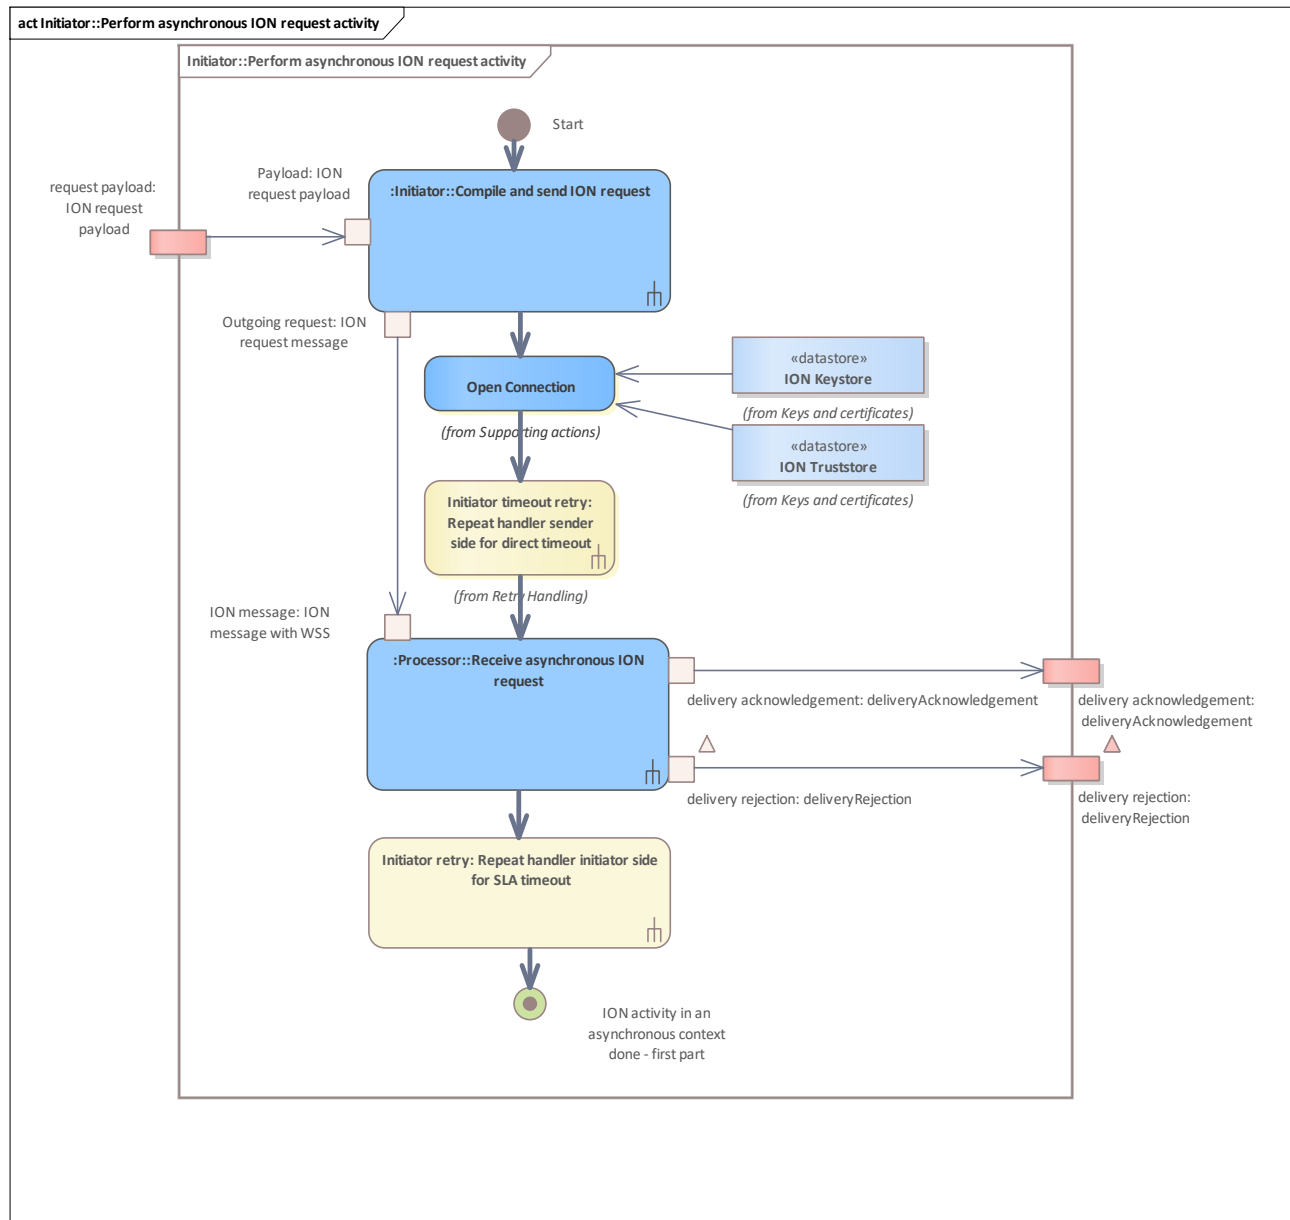 act Initiator::Perform asynchronous ION request activity
Initiator::Perform asynchronous ION request activity
Start
request payload:
ION request
payload
Payload: ION
request payload
:Initiator::Compile and send ION request
Outgoing request: ION
request message
Open Connection
(from Supporting actions)
«datastore»
ION Keystore
(from Keys and certificates)
«datastore»
ION Truststore
(from Keys and certificates)
Initiator timeout retry:
Repeat handler sender
side for direct timeout
(from Retry Handling)
ION message: ION
message with WSS
:Processor::Receive asynchronous ION
request
delivery acknowledgement: deliveryAcknowledgement
delivery acknowledgement:
deliveryAcknowledgement
delivery rejection: deliveryRejection
delivery rejection:
deliveryRejection
Initiator retry: Repeat handler initiator side
for SLA timeout
ION activity in an
asynchronous context
done - first part